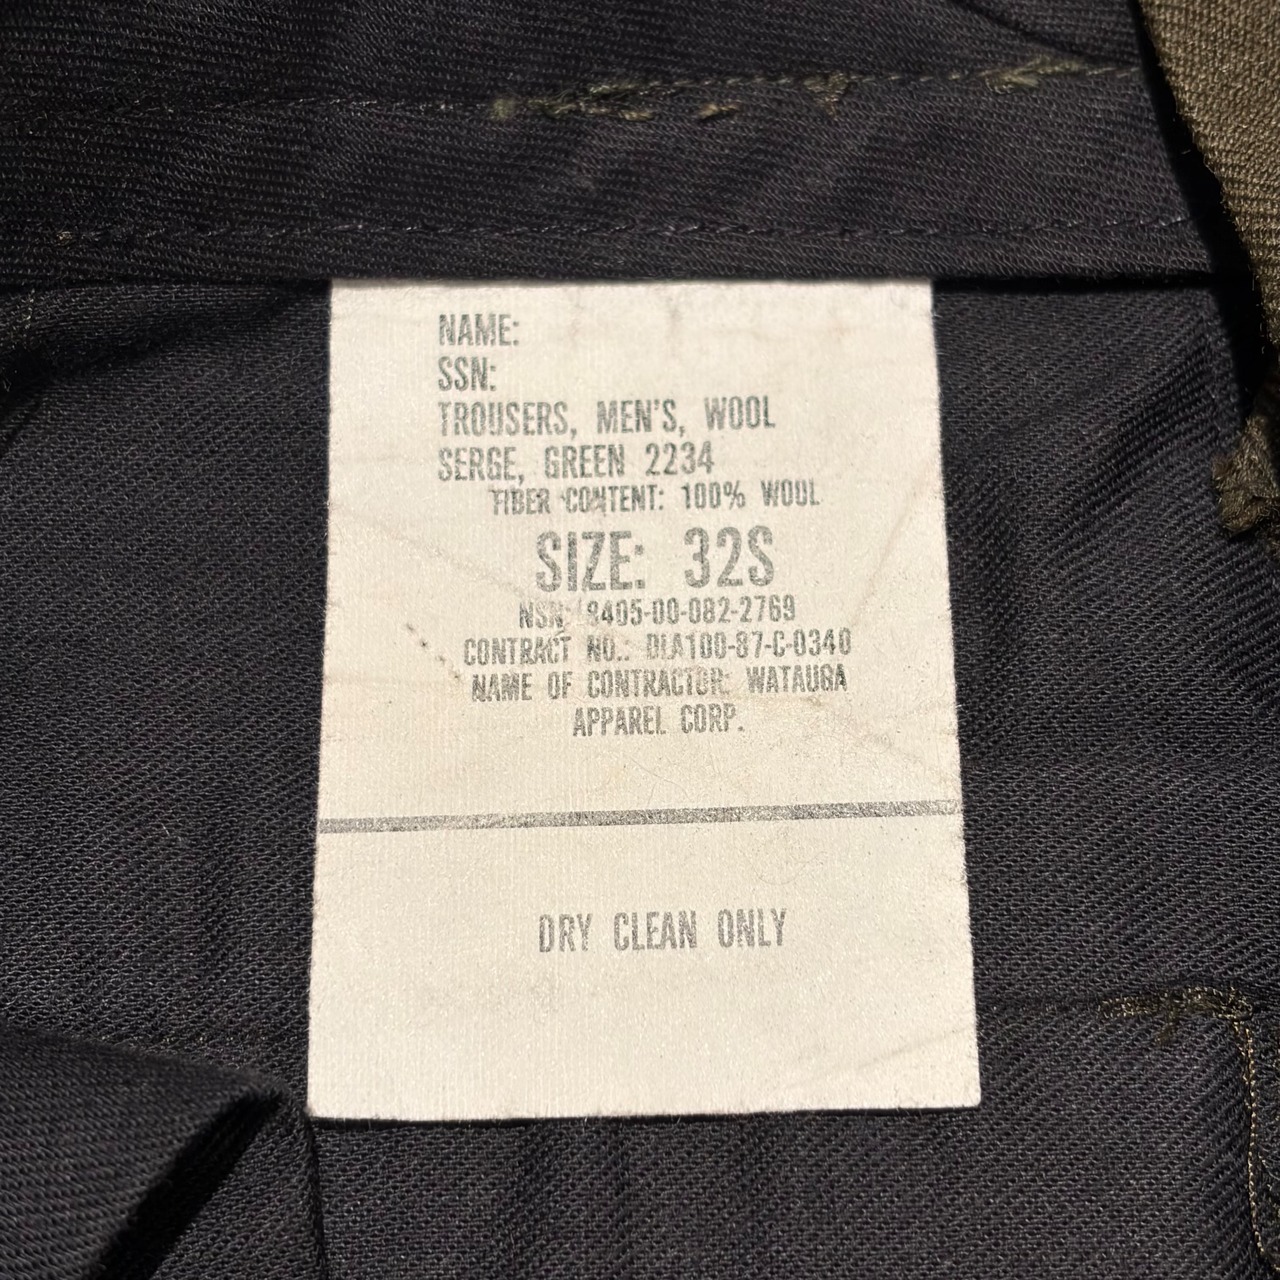 NAME:
SSN:
TROUSERS, MEN'S, WOOL
SERGE, GREEN 2234
FIBER CONTENT: 100% WOOL
SIZE: 32S
NSN: 8405-00-082-2769
CONTRACT NO.: DLA100-87-C-0340
NAME OF CONTRACTOR: WATAUGA
APPAREL CORP.
DRY CLEAN ONLY